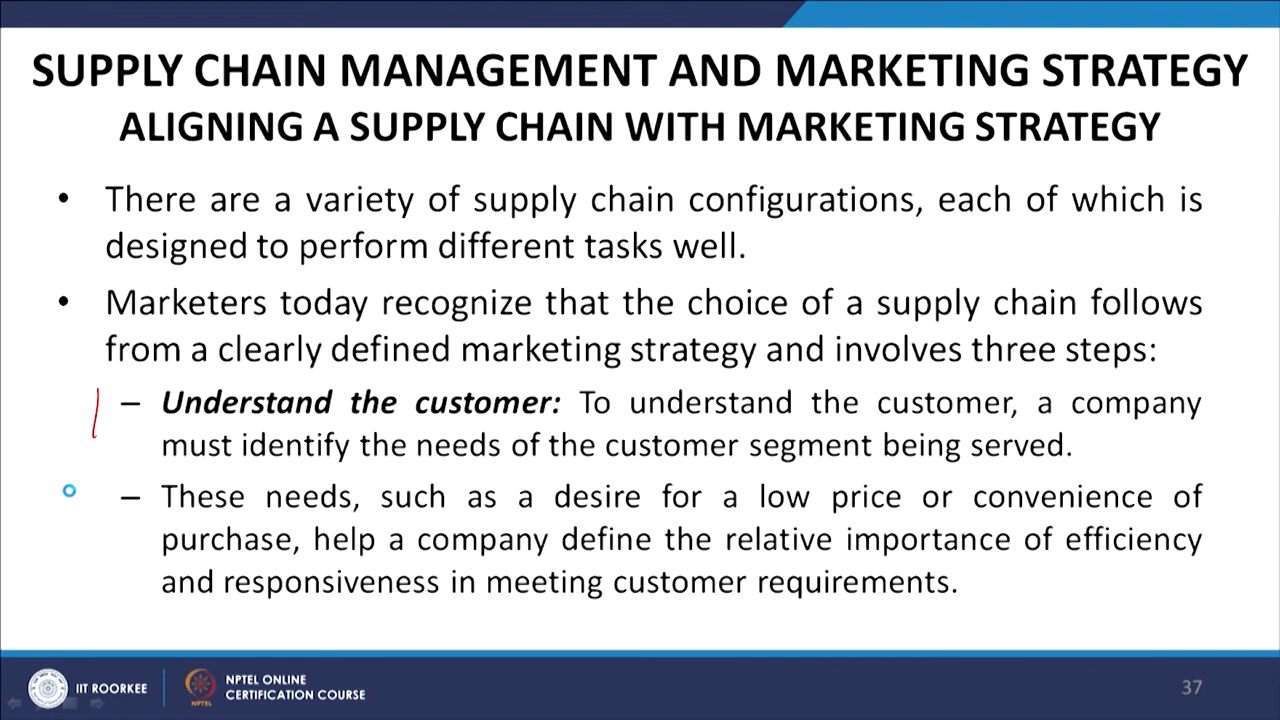 SUPPLY CHAIN MANAGEMENT AND MARKETING STRATEGY
ALIGNING A SUPPLY CHAIN WITH MARKETING STRATEGY
• There are a variety of supply chain configurations, each of which is
designed to perform different tasks well.
• Marketers today recognize that the choice of a supply chain follows
from a clearly defined marketing strategy and involves three steps:
– Understand the customer: To understand the customer, a company
must identify the needs of the customer segment being served.
– These needs, such as a desire for a low price or convenience of
purchase, help a company define the relative importance of efficiency
and responsiveness in meeting customer requirements.
IIT ROORKEE
NPTEL
NPTEL ONLINE
CERTIFICATION COURSE
37